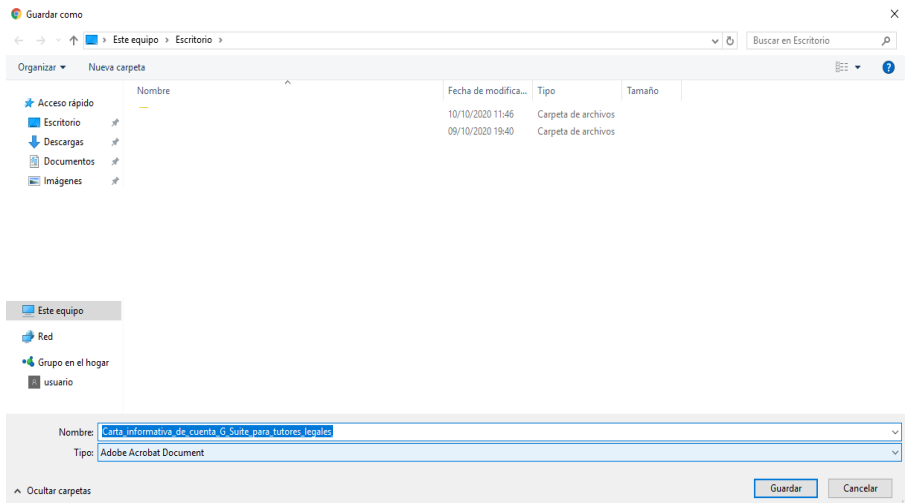 Guardar como
Este equipo > Escritorio >
Buscar en Escritorio
Organizar
Nueva carpeta
?
Nombre
Fecha de modifica...
Tipo
Tamaño
10/10/2020 11:46
Carpeta de archivos
09/10/2020 19:40
Carpeta de archivos
Acceso rápido
Escritorio
Descargas
Documentos
Imágenes
Este equipo
Red
Grupo en el hogar
A usuario
Nombre: Carta_informativa_de_cuenta_G_Suite_para_tutores_legales
Tipo: Adobe Acrobat Document
Ocultar carpetas
Guardar
Cancelar